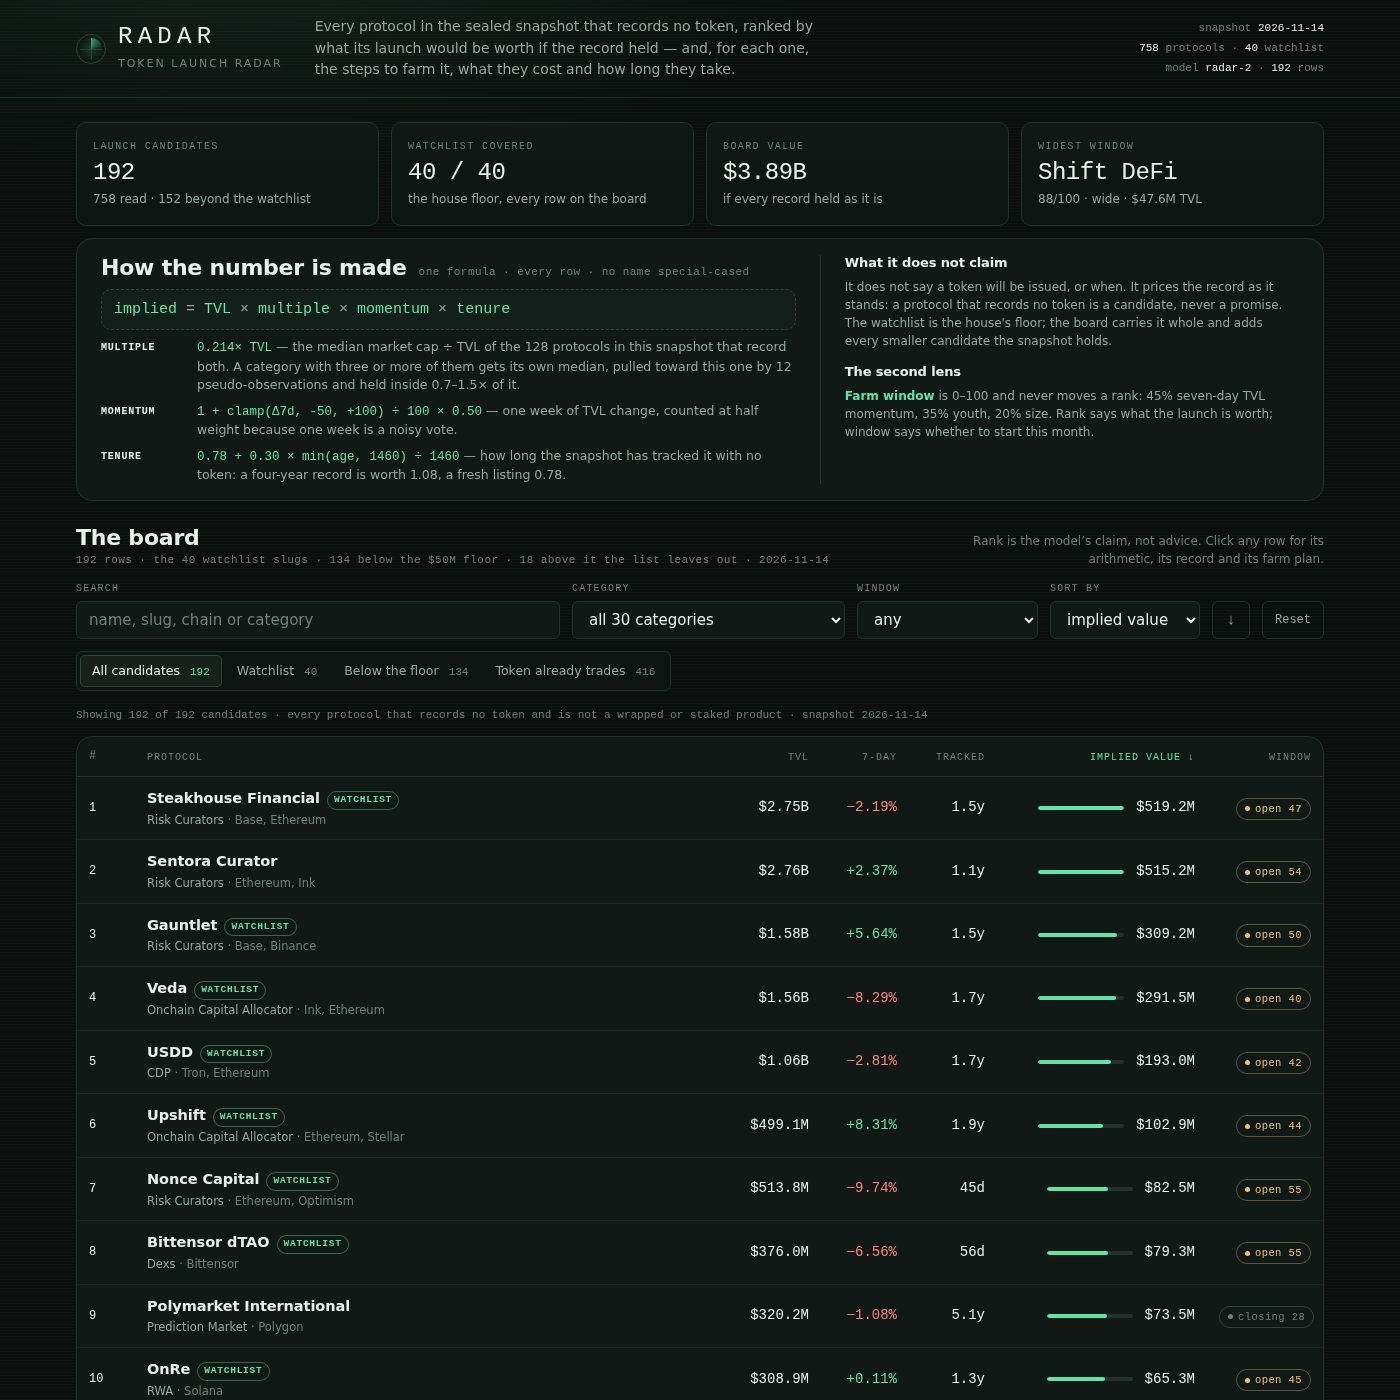 RADAR
TOKEN LAUNCH RADAR
Every protocol in the sealed snapshot that records no token, ranked by
what its launch would be worth if the record held — and, for each one,
the steps to farm it, what they cost and how long they take.
snapshot 2026-11-14
758 protocols · 40 watchlist
model radar-2 · 192 rows
LAUNCH CANDIDATES
192
758 read · 152 beyond the watchlist
WATCHLIST COVERED
40 / 40
the house floor, every row on the board
BOARD VALUE
$3.89B
if every record held as it is
WIDEST WINDOW
Shift DeFi
88/100 · wide · $47.6M TVL
How the number is made one formula · every row · no name special-cased
implied = TVL × multiple × momentum × tenure
MULTIPLE 0.214× TVL — the median market cap ÷ TVL of the 128 protocols in this snapshot that record
both. A category with three or more of them gets its own median, pulled toward this one by 12
pseudo-observations and held inside 0.7–1.5× of it.
MOMENTUM 1 + clamp(Δ7d, -50, +100) ÷ 100 × 0.50 — one week of TVL change, counted at half
weight because one week is a noisy vote.
TENURE 0.78 + 0.30 × min(age, 1460) ÷ 1460 — how long the snapshot has tracked it with no
token: a four-year record is worth 1.08, a fresh listing 0.78.
What it does not claim
It does not say a token will be issued, or when. It prices the record as it
stands: a protocol that records no token is a candidate, never a promise.
The watchlist is the house's floor; the board carries it whole and adds
every smaller candidate the snapshot holds.
The second lens
Farm window is 0–100 and never moves a rank: 45% seven-day TVL
momentum, 35% youth, 20% size. Rank says what the launch is worth;
window says whether to start this month.
The board
192 rows · the 40 watchlist slugs · 134 below the $50M floor · 18 above it the list leaves out · 2026-11-14
Rank is the model's claim, not advice. Click any row for its
arithmetic, its record and its farm plan.
SEARCH CATEGORY WINDOW SORT BY
name, slug, chain or category all 30 categories any implied value ↓ Reset
All candidates 192 Watchlist 40 Below the floor 134 Token already trades 416
Showing 192 of 192 candidates · every protocol that records no token and is not a wrapped or staked product · snapshot 2026-11-14
# PROTOCOL TVL 7-DAY TRACKED IMPLIED VALUE ↓ WINDOW
1 Steakhouse Financial WATCHLIST $2.75B −2.19% 1.5y $519.2M open 47
Risk Curators · Base, Ethereum
2 Sentora Curator $2.76B +2.37% 1.1y $515.2M open 54
Risk Curators · Ethereum, Ink
3 Gauntlet WATCHLIST $1.58B +5.64% 1.5y $309.2M open 50
Risk Curators · Base, Binance
4 Veda WATCHLIST $1.56B −8.29% 1.7y $291.5M open 40
Onchain Capital Allocator · Ink, Ethereum
5 USDD WATCHLIST $1.06B −2.81% 1.7y $193.0M open 42
CDP · Tron, Ethereum
6 Upshift WATCHLIST $499.1M +8.31% 1.9y $102.9M open 44
Onchain Capital Allocator · Ethereum, Stellar
7 Nonce Capital WATCHLIST $513.8M −9.74% 45d $82.5M open 55
Risk Curators · Ethereum, Optimism
8 Bittensor dTAO WATCHLIST $376.0M −6.56% 56d $79.3M open 55
Dexs · Bittensor
9 Polymarket International $320.2M −1.08% 5.1y $73.5M closing 28
Prediction Market · Polygon
10 OnRe WATCHLIST $308.9M +0.11% 1.3y $65.3M open 45
RWA · Solana